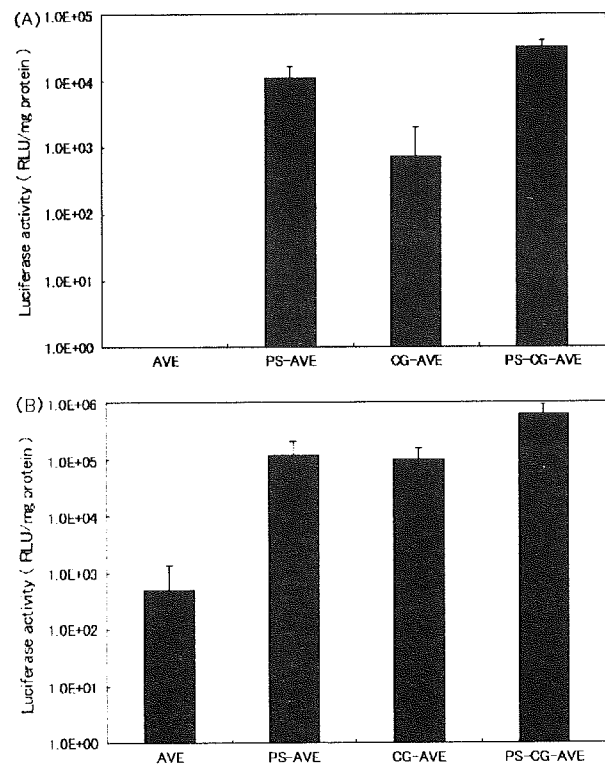 (A)
Luciferase activity ( RLU/mg protein )
1.0E+05
1.0E+04
1.0E+03
1.0E+02
1.0E+01
1.0E+00
AVE PS-AVE CG-AVE PS-CG-AVE
(B)
Luciferase activity ( RLU/mg protein )
1.0E+06
1.0E+05
1.0E+04
1.0E+03
1.0E+02
1.0E+01
1.0E+00
AVE PS-AVE CG-AVE PS-CG-AVE